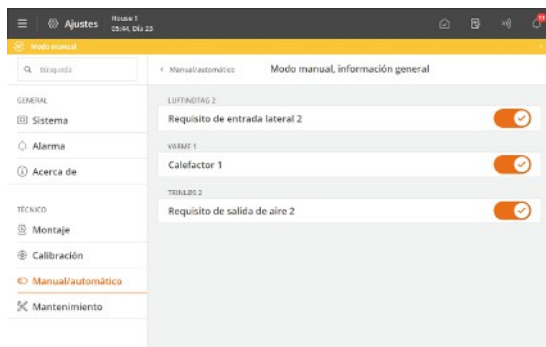 Ajustes
House 1
05:44, Día 23
11
Modo manual
Búsqueda
Manual/automático
Modo manual, información general
GENERAL
Sistema
Alarma
Acerca de
TÉCNICO
Montaje
Calibración
Manual/automático
Mantenimiento
LUFTINDTAG 2
Requisito de entrada lateral 2
VARME 1
Calefactor 1
TRINLØS 2
Requisito de salida de aire 2